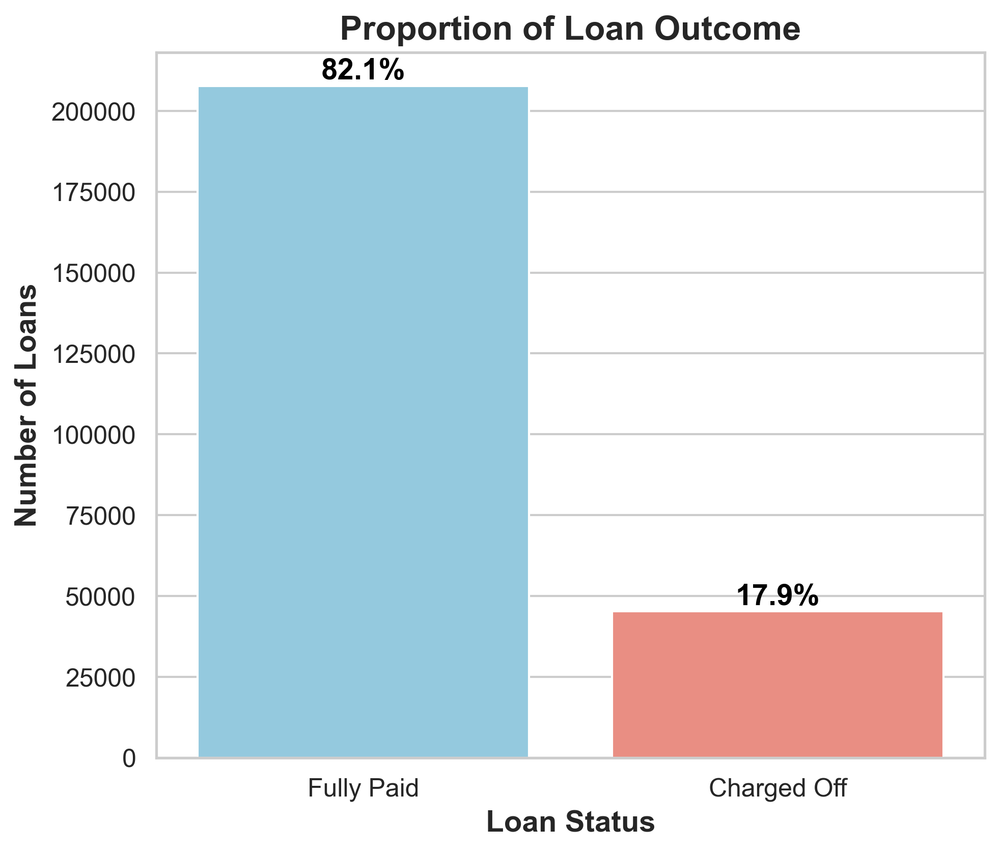 Proportion of Loan Outcome
82.1%
200000
175000
150000
125000
100000
75000
50000
25000
0
Number of Loans
17.9%
Fully Paid
Charged Off
Loan Status